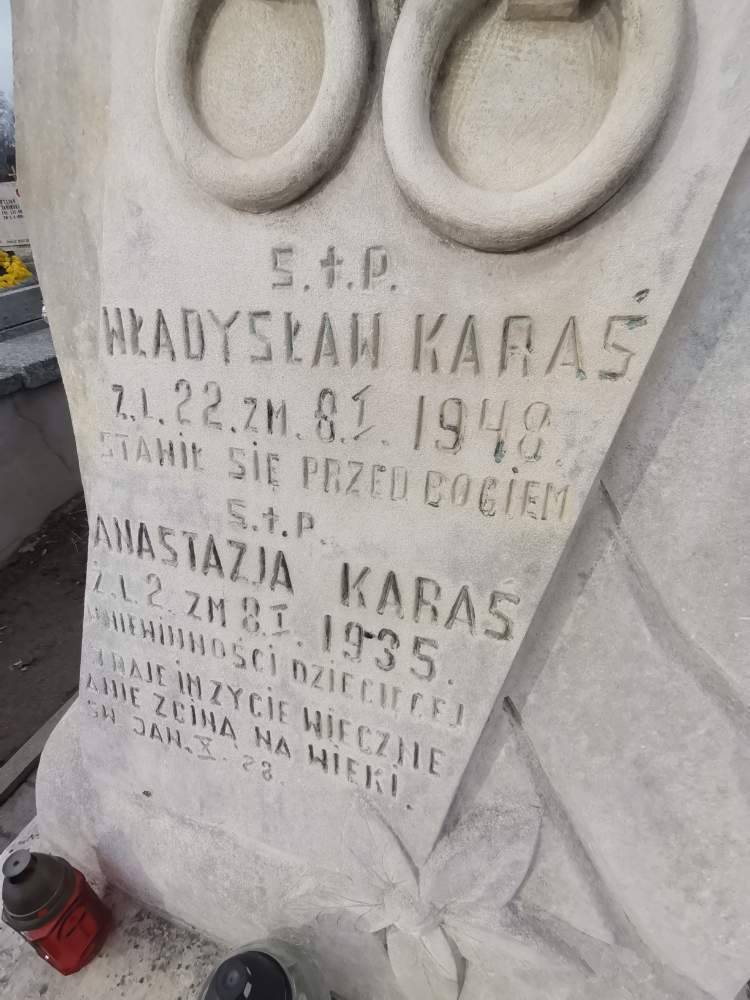 Ś.†.P.
WŁADYSŁAW KARAŚ
Ż.L. 22. ZM. 8.I. 1948.
STAWIŁ SIĘ PRZED BOGIEM
Ś.†.P.
ANASTAZJA KARAŚ
Ż.L. 2. ZM 8.I. 1935.
NIEWINNOŚCI DZIECIĘCEJ
DAJE IM ŻYCIE WIECZNE
A NIE ZGINĄ NA WIEKI.
ŚW. JAN. X. 28.